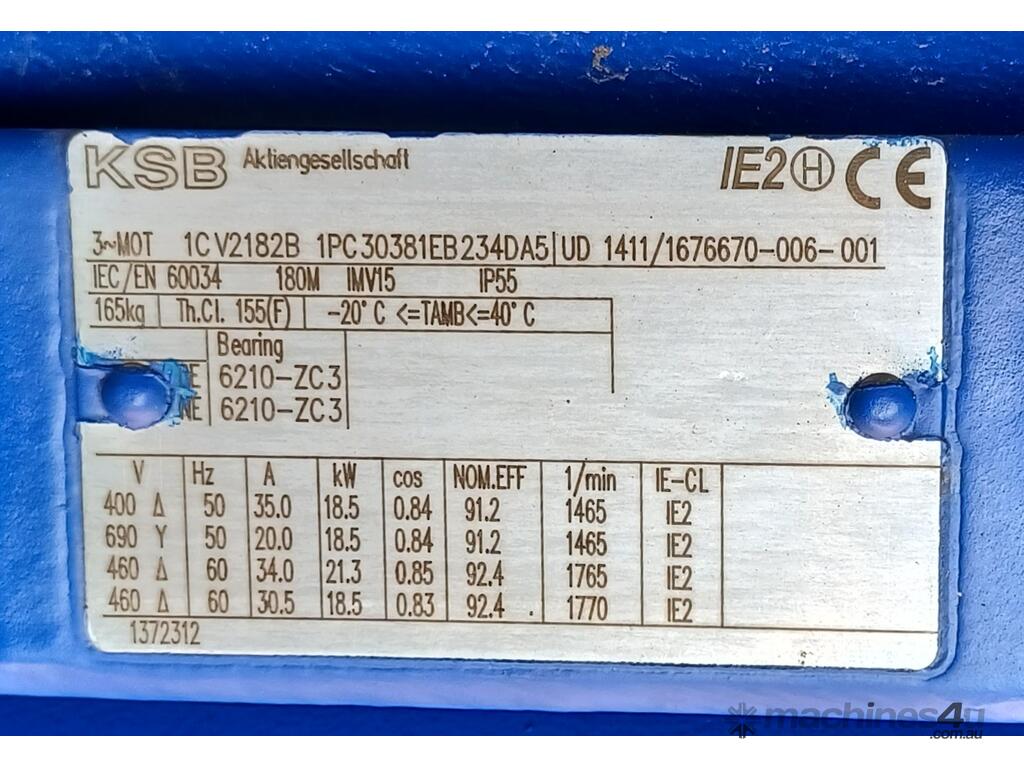 KSB Aktiengesellschaft IE2 H CE
3~MOT 1CV2182B 1PC30381EB234DA5 UD 1411/1676670-006-001
IEC/EN 60034 180M IMV15 IP55
165kg Th.Cl. 155(F) -20° C <=TAMB<=40° C
Bearing
DE 6210-ZC3
NE 6210-ZC3
V Hz A kW cos NOM.EFF 1/min IE-CL
400 Δ 50 35.0 18.5 0.84 91.2 1465 IE2
690 Y 50 20.0 18.5 0.84 91.2 1465 IE2
460 Δ 60 34.0 21.3 0.85 92.4 1765 IE2
460 Δ 60 30.5 18.5 0.83 92.4 1770 IE2
1372312
machines4u
.com.au